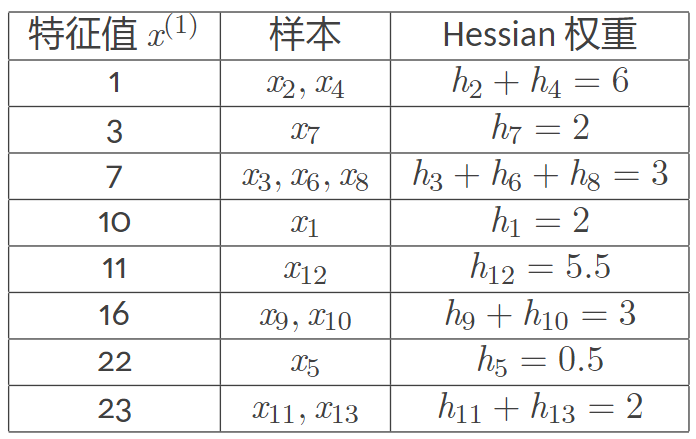 特征值 x^{(1)} 样本 Hessian 权重
1 x_2, x_4 h_2 + h_4 = 6
3 x_7 h_7 = 2
7 x_3, x_6, x_8 h_3 + h_6 + h_8 = 3
10 x_1 h_1 = 2
11 x_{12} h_{12} = 5.5
16 x_9, x_{10} h_9 + h_{10} = 3
22 x_5 h_5 = 0.5
23 x_{11}, x_{13} h_{11} + h_{13} = 2